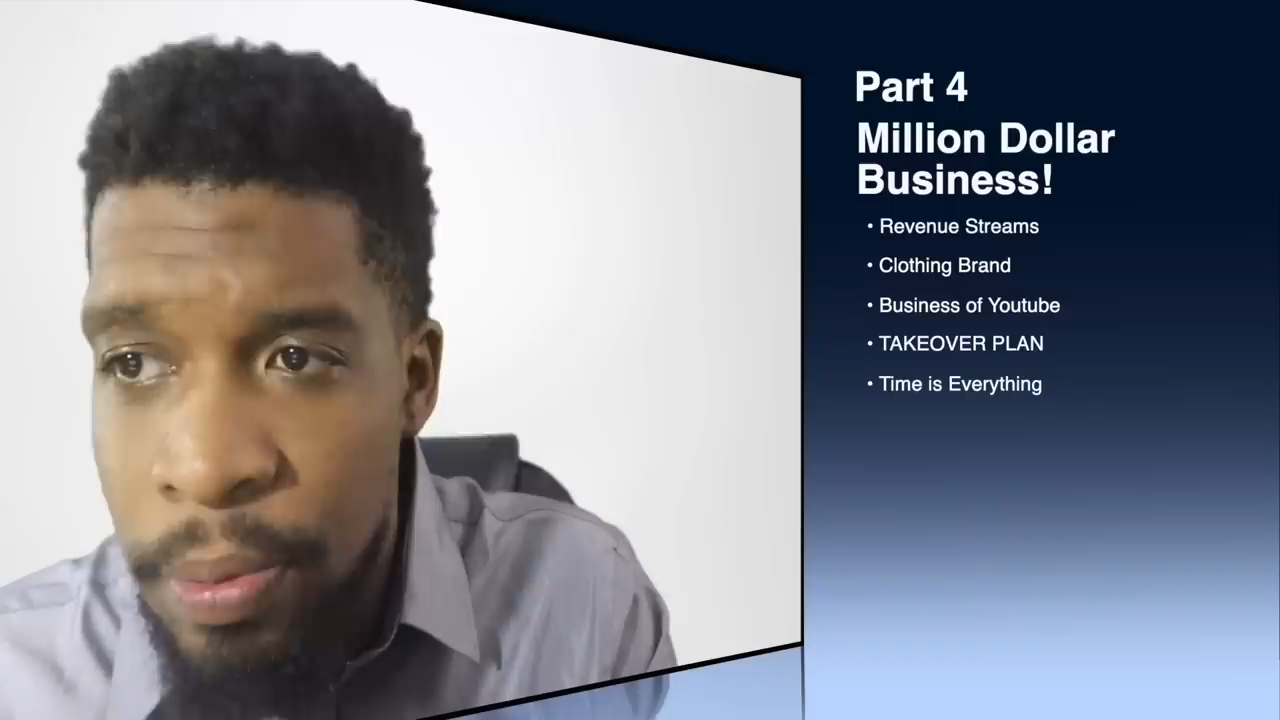 Part 4
Million Dollar
Business!
• Revenue Streams
• Clothing Brand
• Business of Youtube
• TAKEOVER PLAN
• Time is Everything